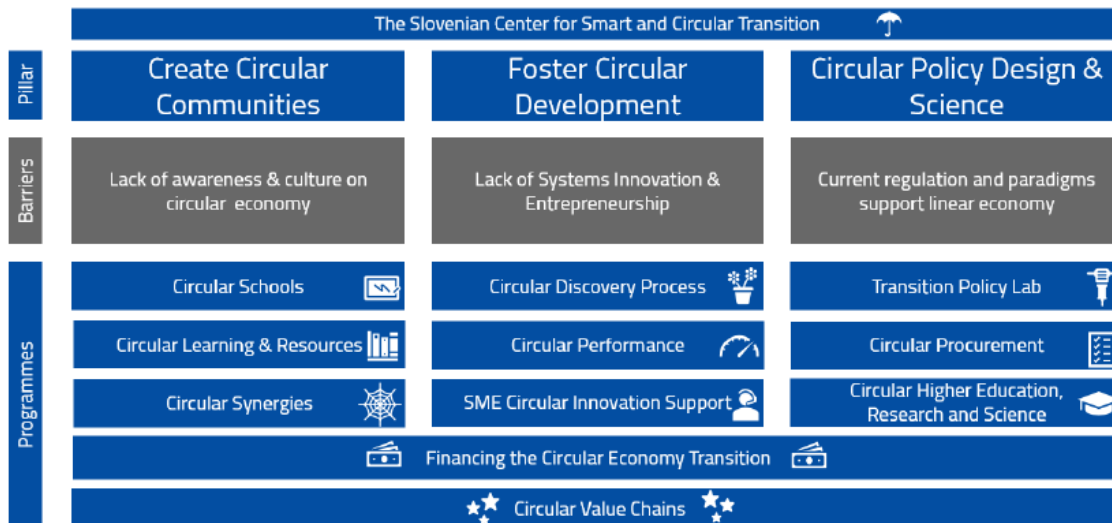 The Slovenian Center for Smart and Circular Transition
Pillar
Create Circular
Communities
Foster Circular
Development
Circular Policy Design &
Science
Barriers
Lack of awareness & culture on
circular economy
Lack of Systems Innovation &
Entrepreneurship
Current regulation and paradigms
support linear economy
Programmes
Circular Schools
Circular Discovery Process
Transition Policy Lab
Circular Learning & Resources
Circular Performance
Circular Procurement
Circular Synergies
SME Circular Innovation Support
Circular Higher Education,
Research and Science
Financing the Circular Economy Transition
Circular Value Chains